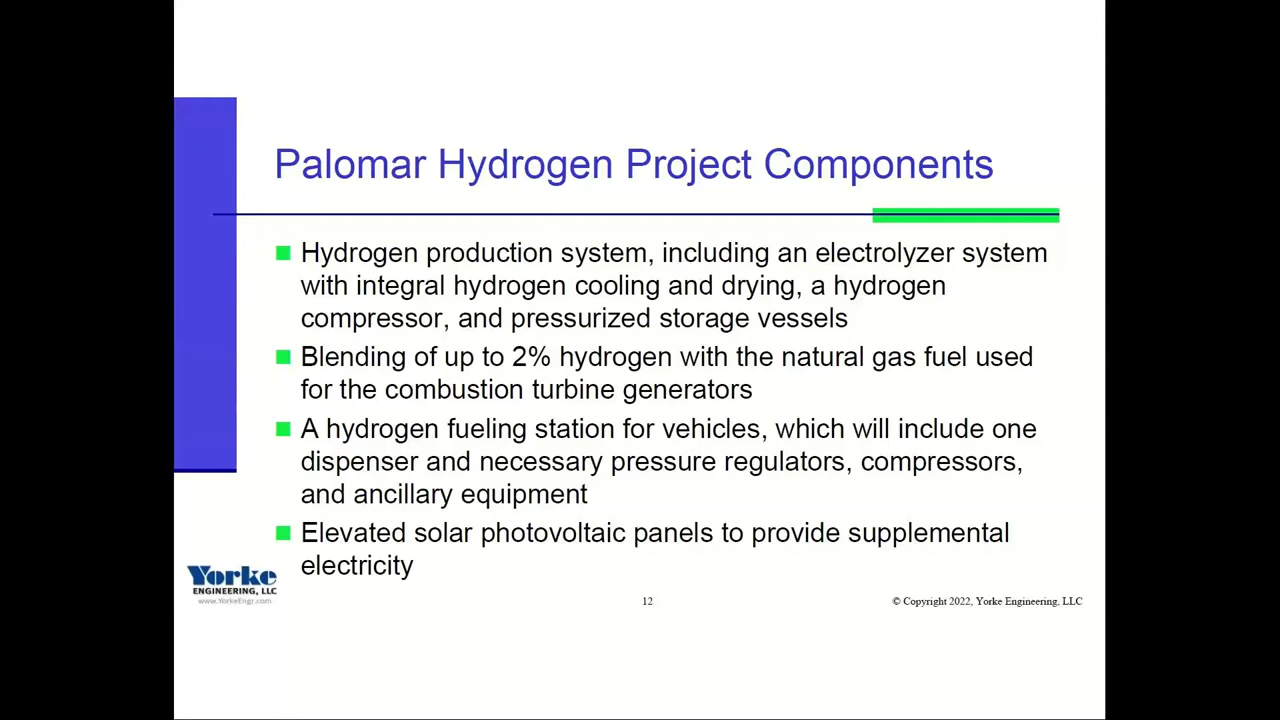 Palomar Hydrogen Project Components
Hydrogen production system, including an electrolyzer system
with integral hydrogen cooling and drying, a hydrogen
compressor, and pressurized storage vessels
Blending of up to 2% hydrogen with the natural gas fuel used
for the combustion turbine generators
A hydrogen fueling station for vehicles, which will include one
dispenser and necessary pressure regulators, compressors,
and ancillary equipment
Elevated solar photovoltaic panels to provide supplemental
electricity
Yorke
ENGINEERING, LLC
www.YorkeEngr.com
12
© Copyright 2022, Yorke Engineering, LLC